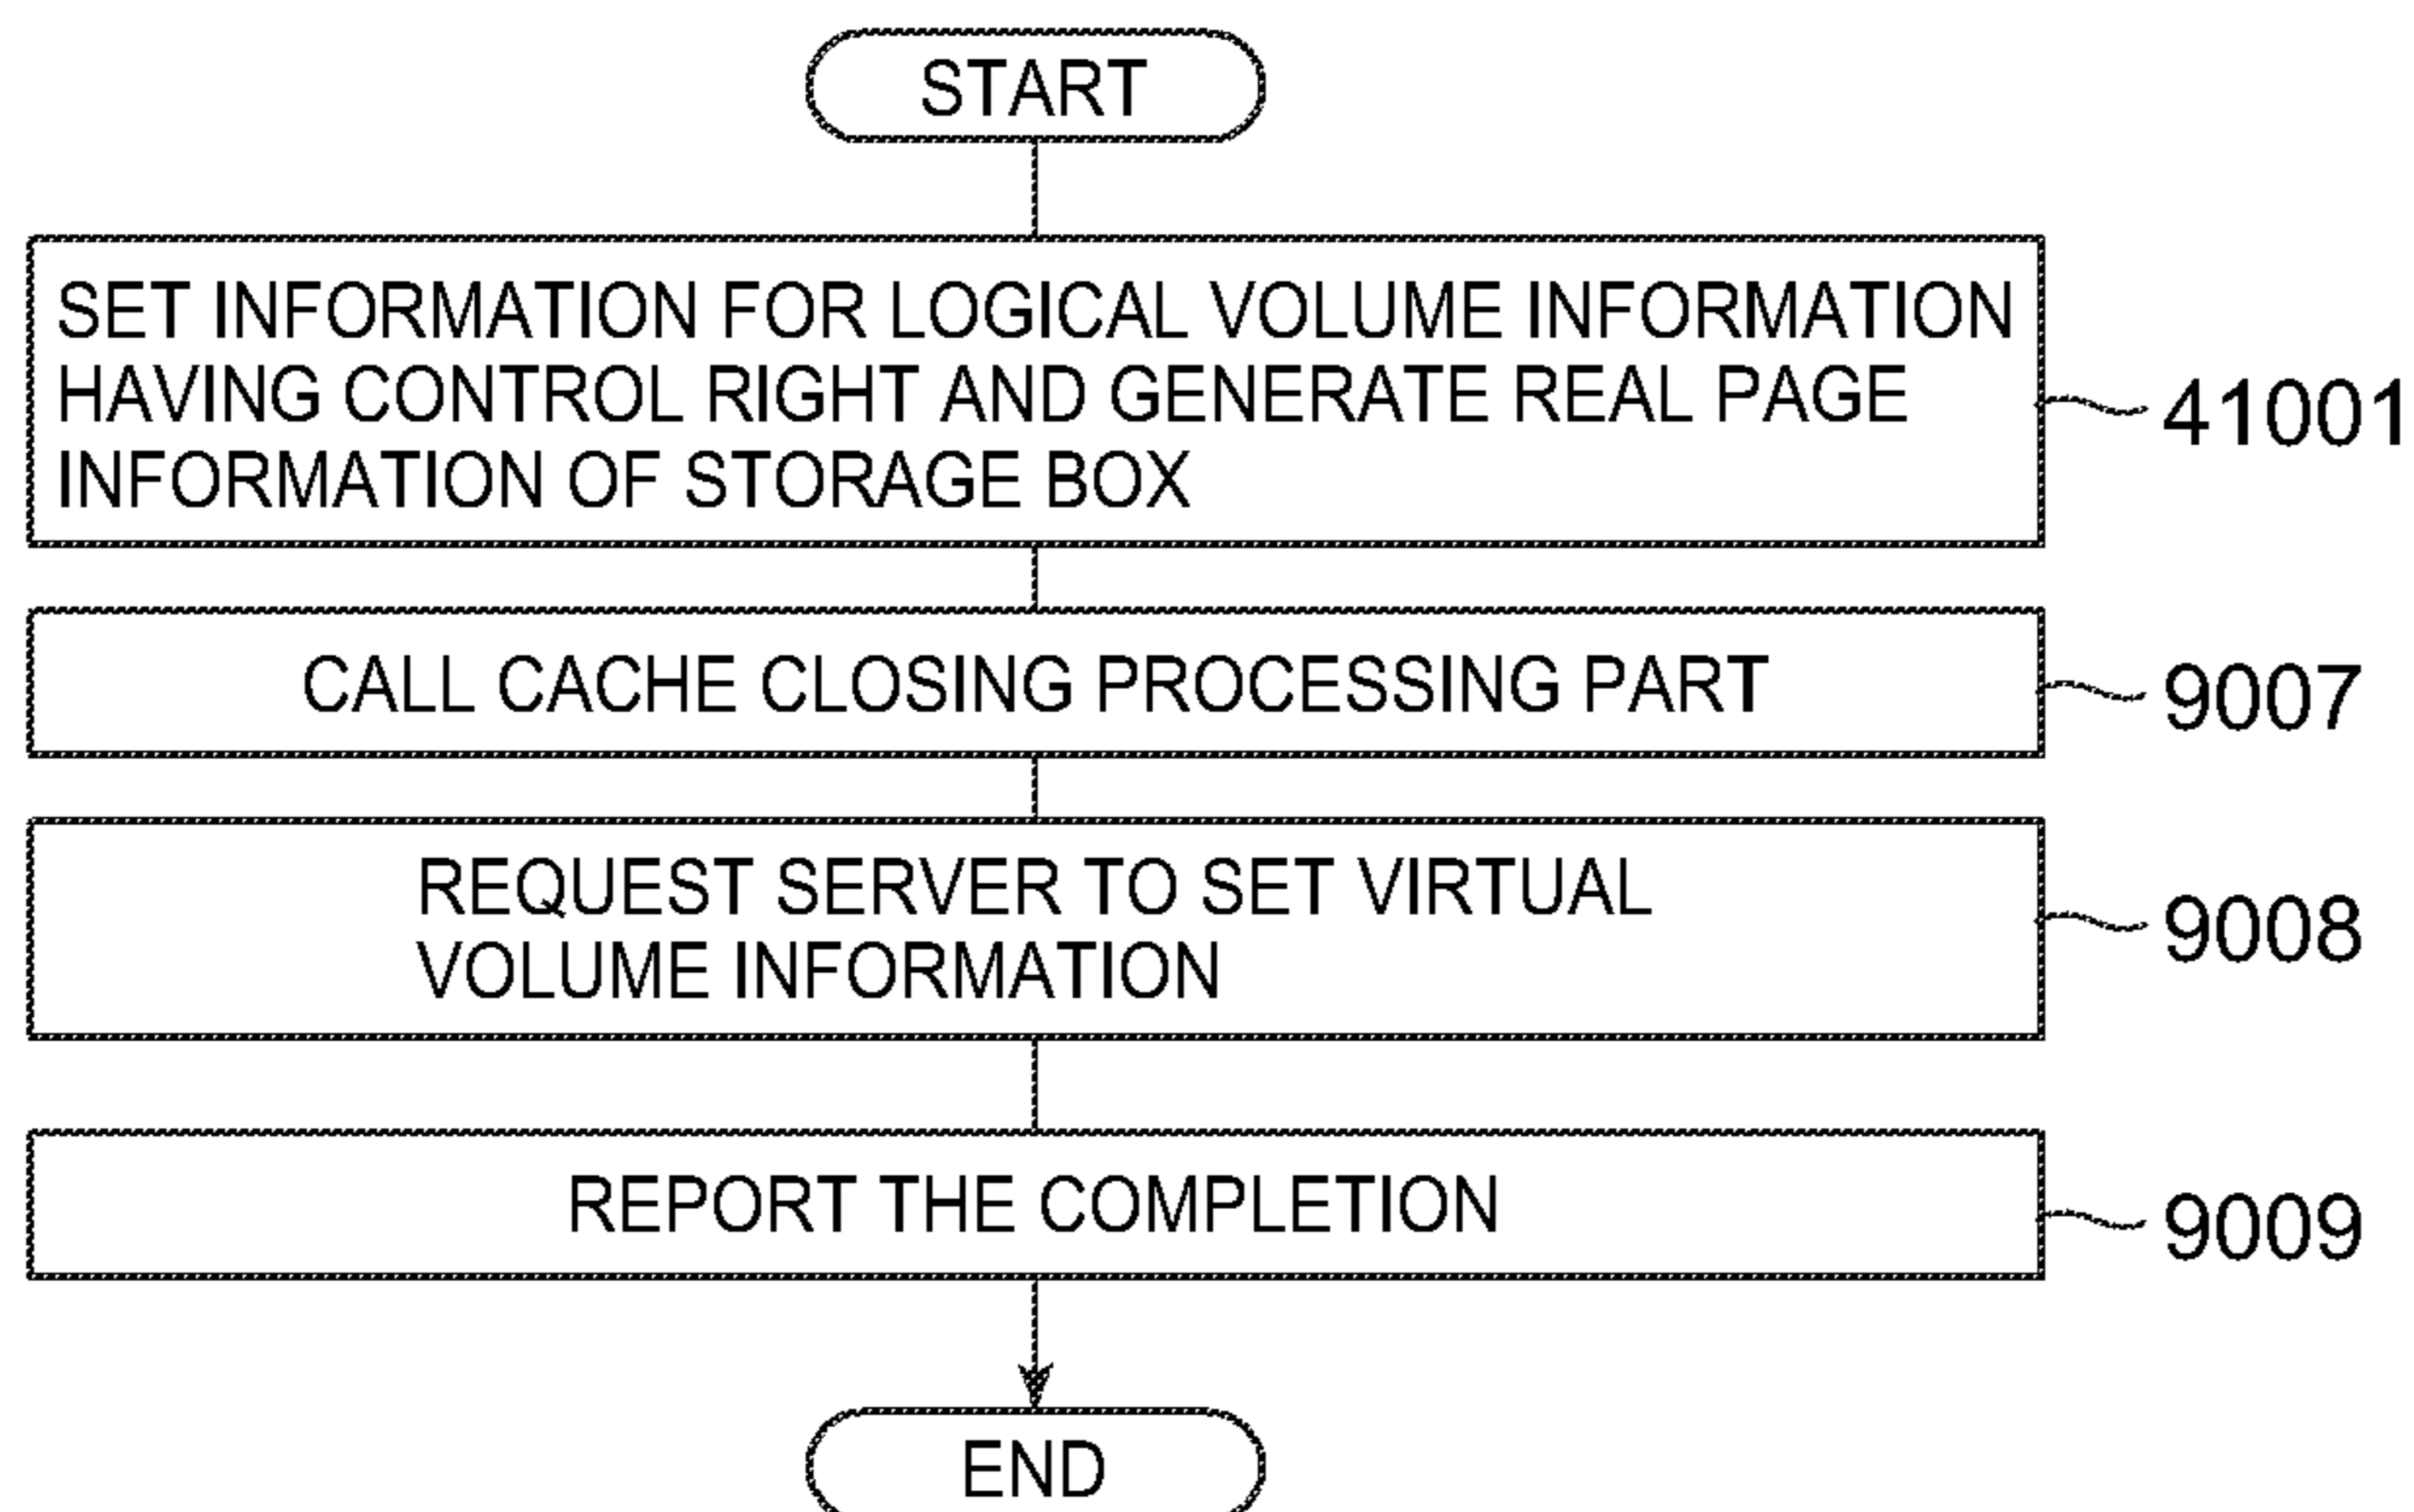 START
SET INFORMATION FOR LOGICAL VOLUME INFORMATION
HAVING CONTROL RIGHT AND GENERATE REAL PAGE
INFORMATION OF STORAGE BOX
41001
CALL CACHE CLOSING PROCESSING PART
9007
REQUEST SERVER TO SET VIRTUAL
VOLUME INFORMATION
9008
REPORT THE COMPLETION
9009
END